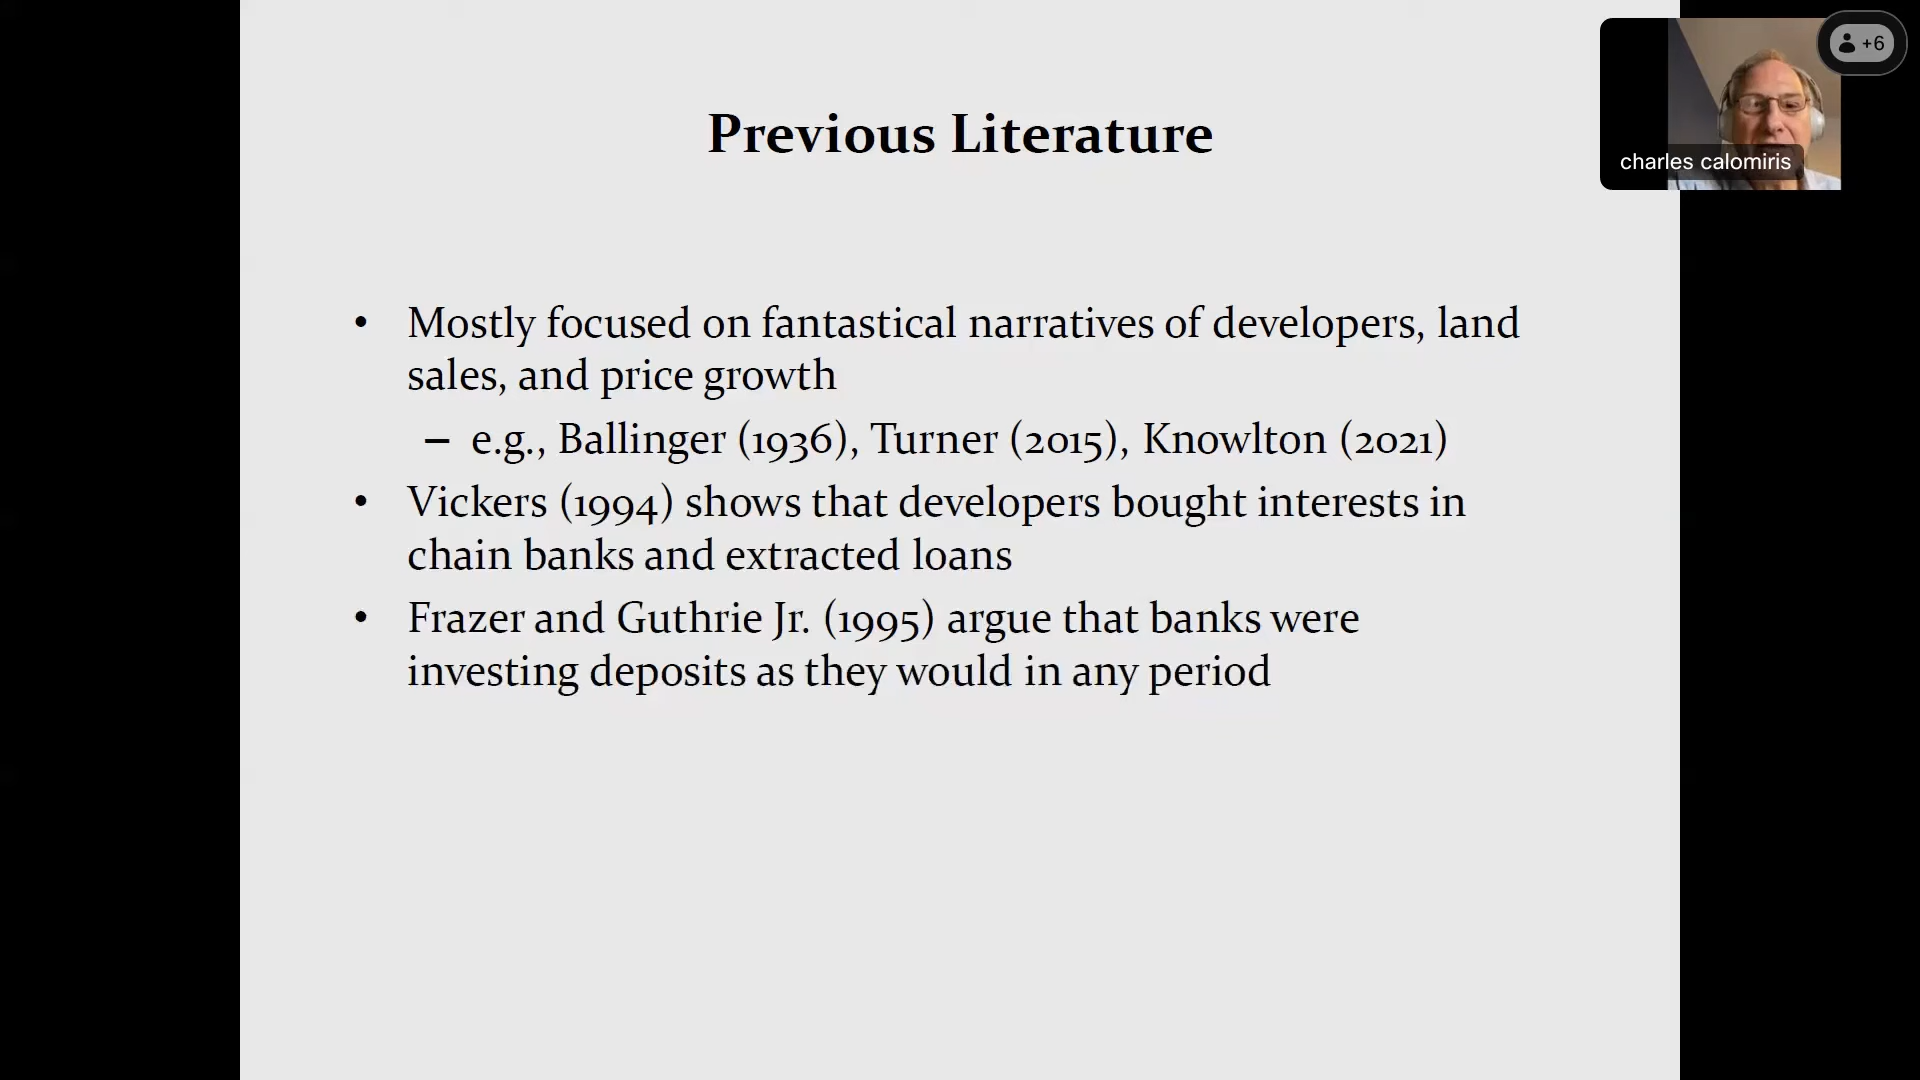 Previous Literature
+6
charles calomiris
• Mostly focused on fantastical narratives of developers, land
sales, and price growth
– e.g., Ballinger (1936), Turner (2015), Knowlton (2021)
• Vickers (1994) shows that developers bought interests in
chain banks and extracted loans
• Frazer and Guthrie Jr. (1995) argue that banks were
investing deposits as they would in any period